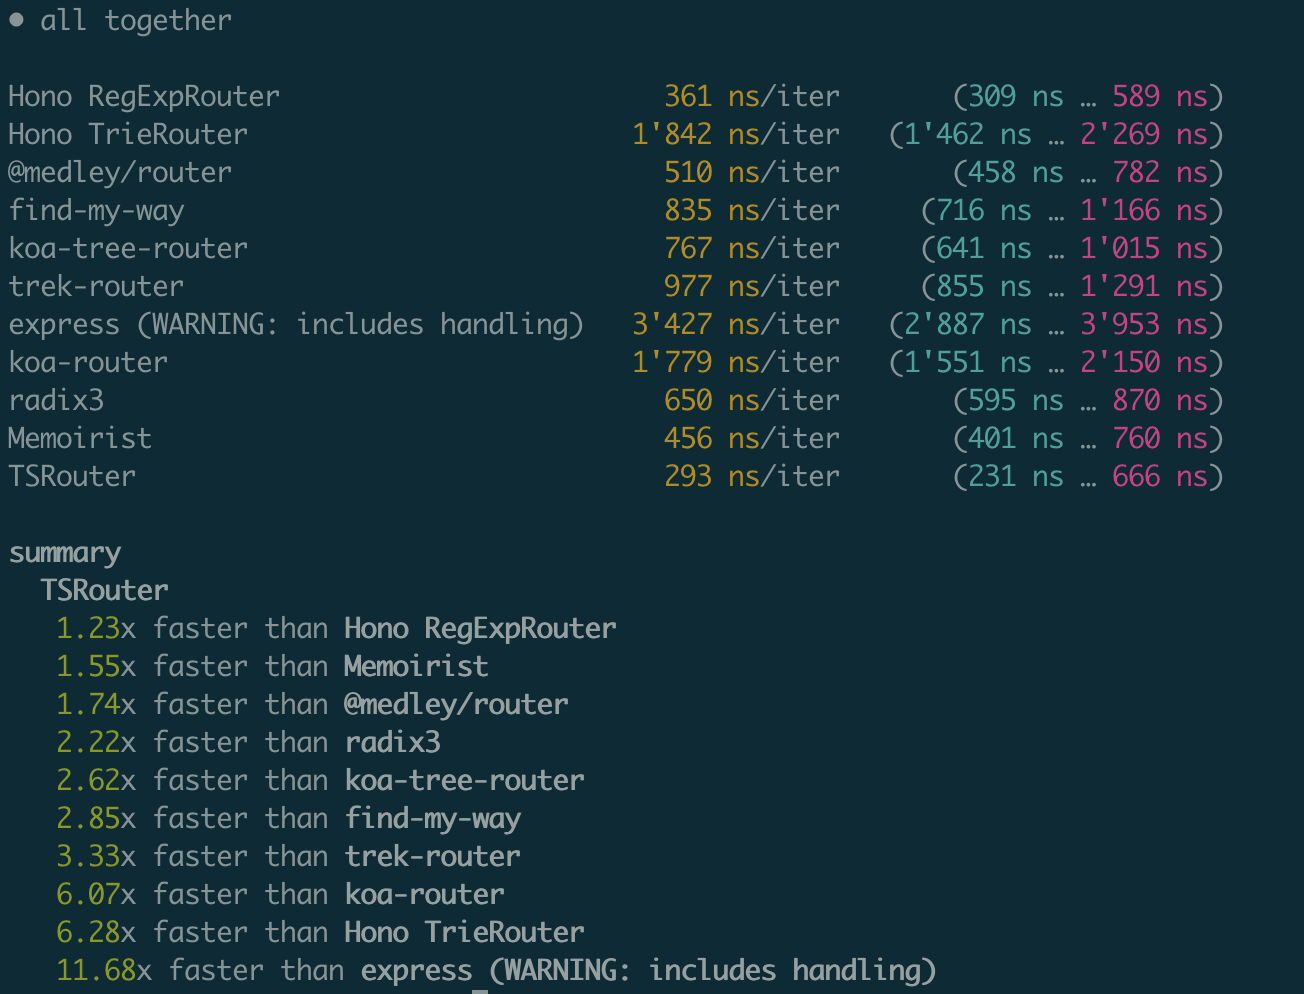 • all together
Hono RegExpRouter 361 ns/iter (309 ns … 589 ns)
Hono TrieRouter 1'842 ns/iter (1'462 ns … 2'269 ns)
@medley/router 510 ns/iter (458 ns … 782 ns)
find-my-way 835 ns/iter (716 ns … 1'166 ns)
koa-tree-router 767 ns/iter (641 ns … 1'015 ns)
trek-router 977 ns/iter (855 ns … 1'291 ns)
express (WARNING: includes handling) 3'427 ns/iter (2'887 ns … 3'953 ns)
koa-router 1'779 ns/iter (1'551 ns … 2'150 ns)
radix3 650 ns/iter (595 ns … 870 ns)
Memoirist 456 ns/iter (401 ns … 760 ns)
TSRouter 293 ns/iter (231 ns … 666 ns)
summary
TSRouter
1.23x faster than Hono RegExpRouter
1.55x faster than Memoirist
1.74x faster than @medley/router
2.22x faster than radix3
2.62x faster than koa-tree-router
2.85x faster than find-my-way
3.33x faster than trek-router
6.07x faster than koa-router
6.28x faster than Hono TrieRouter
11.68x faster than express (WARNING: includes handling)